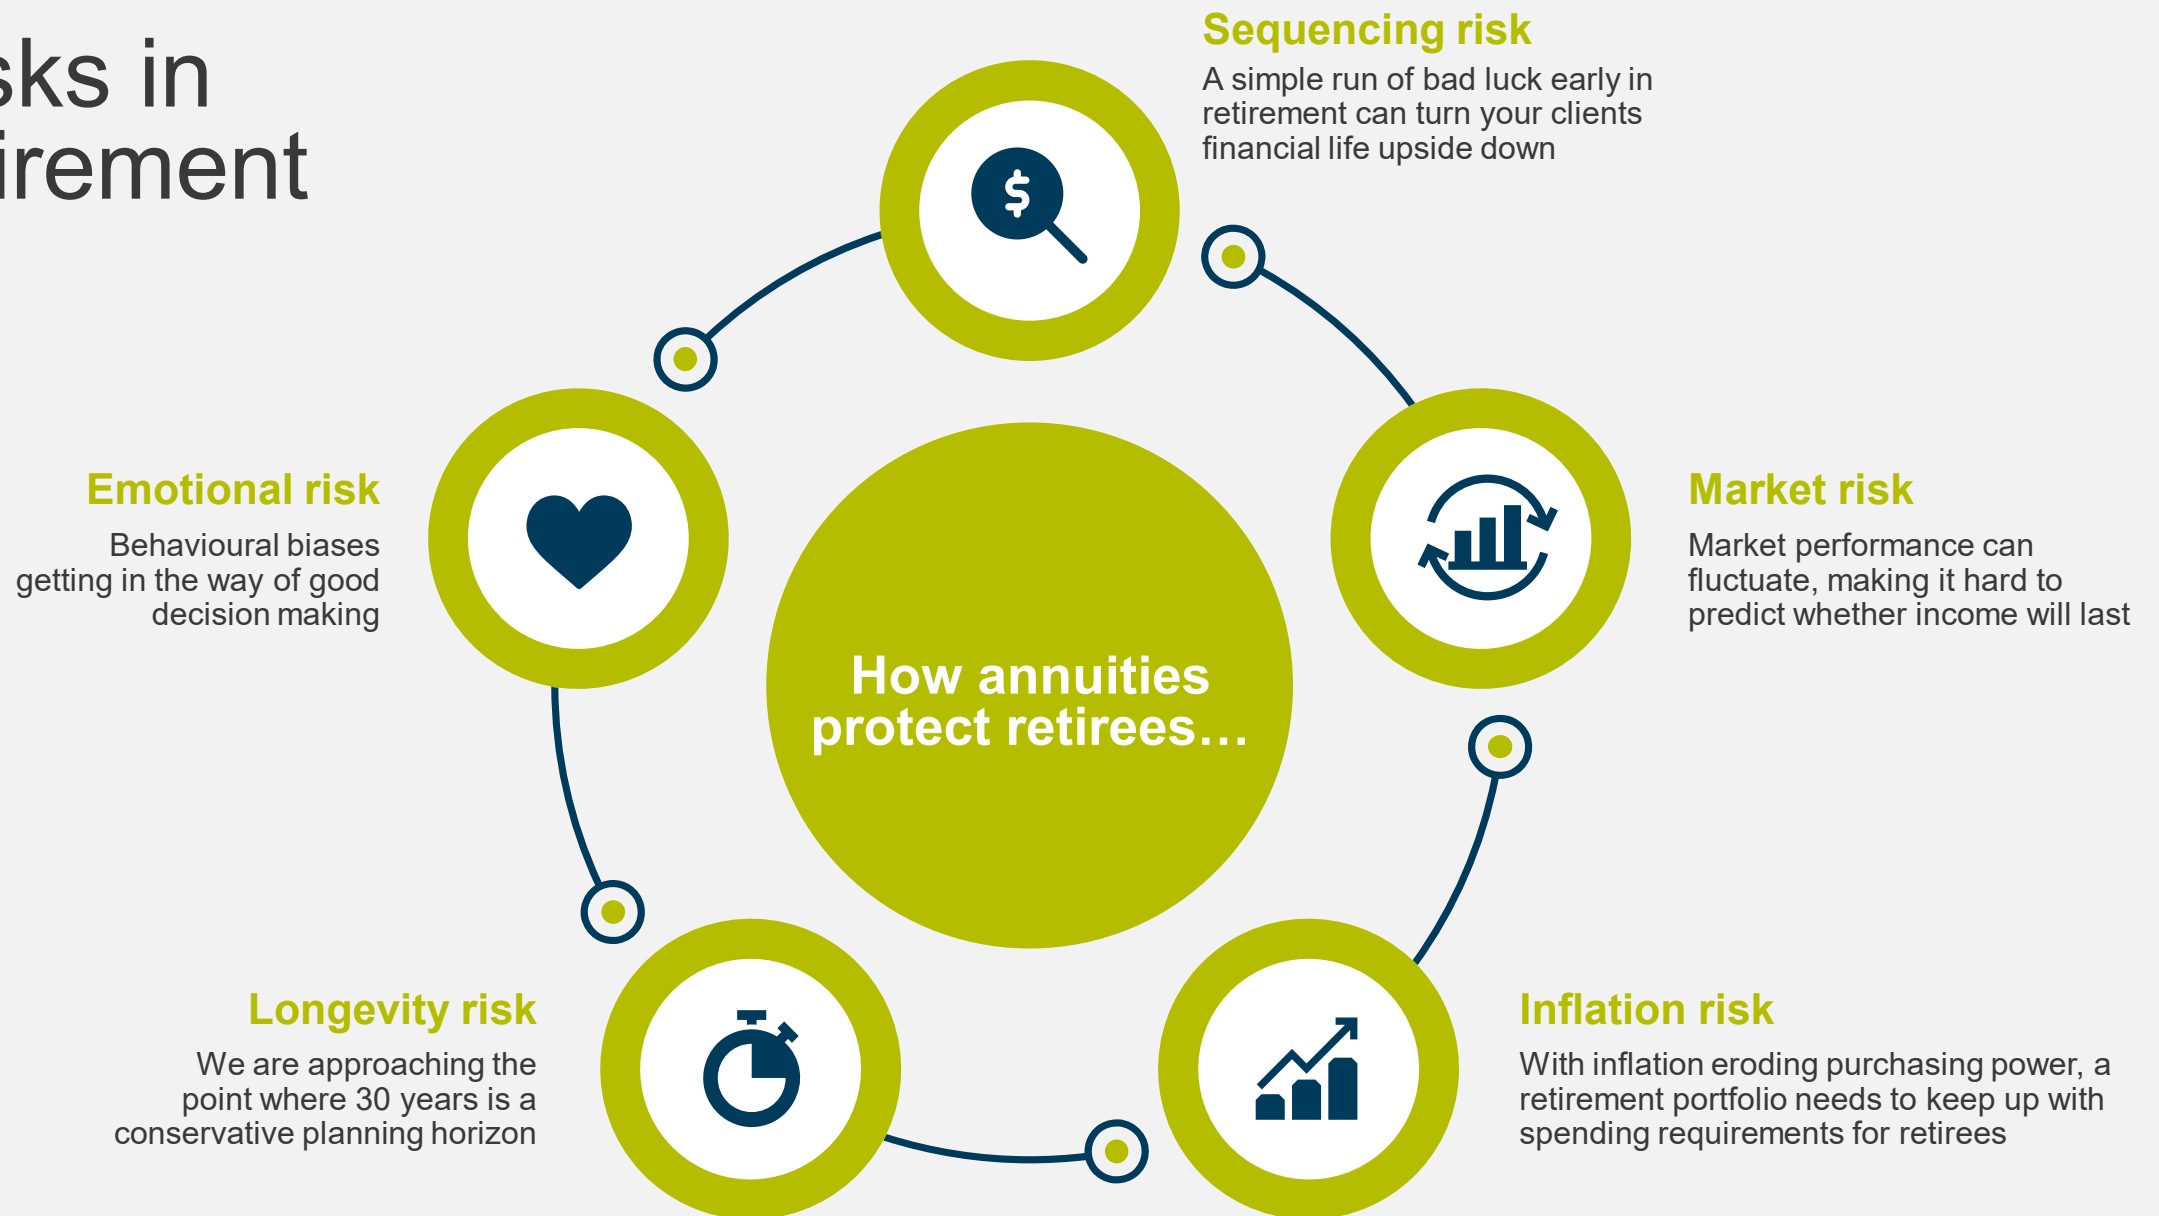 sks in
irement
Sequencing risk
A simple run of bad luck early in
retirement can turn your clients
financial life upside down
$
Emotional risk
Behavioural biases
getting in the way of good
decision making
How annuities
protect retirees…
Market risk
Market performance can
fluctuate, making it hard to
predict whether income will last
Longevity risk
We are approaching the
point where 30 years is a
conservative planning horizon
Inflation risk
With inflation eroding purchasing power, a
retirement portfolio needs to keep up with
spending requirements for retirees